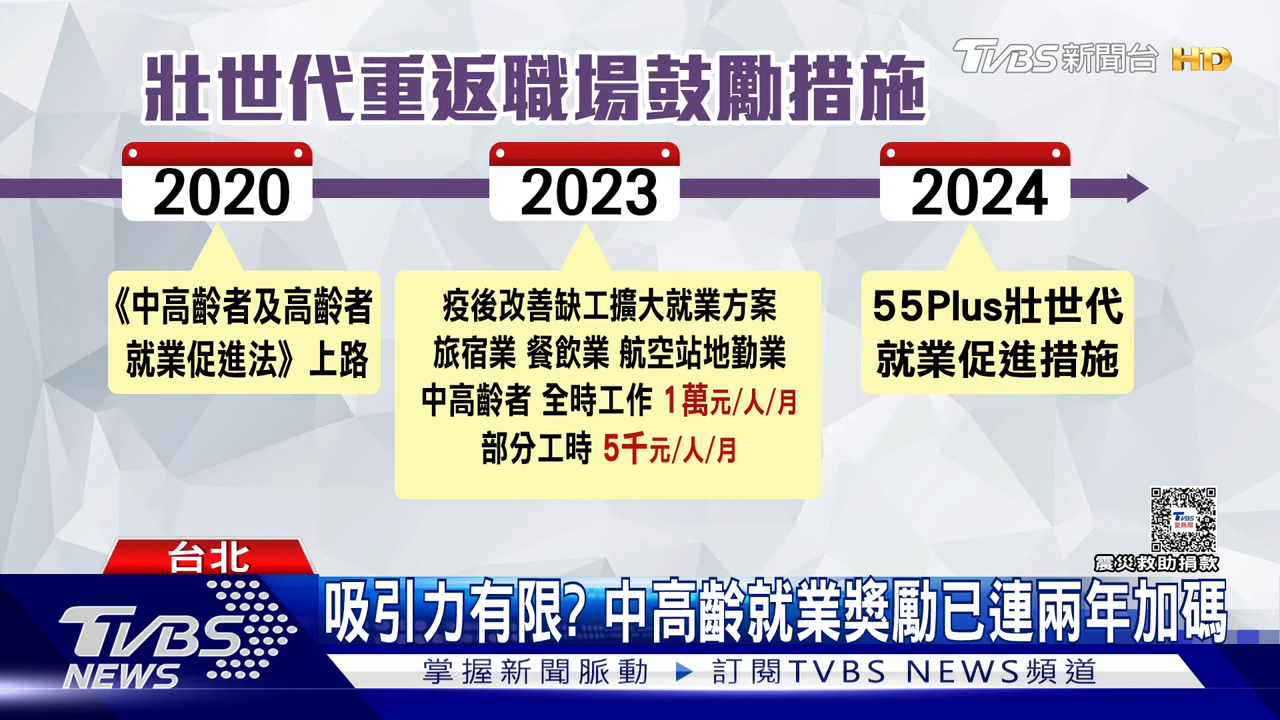 壯世代重返職場鼓勵措施
TVBS新聞台 HD
2020
2023
2024
《中高齡者及高齡者
就業促進法》上路
疫後改善缺工擴大就業方案
旅宿業 餐飲業 航空站地勤業
中高齡者 全時工作 1萬元/人/月
部分工時 5千元/人/月
55Plus壯世代
就業促進措施
TVBS
愛無限
震災救助捐款
台北
吸引力有限? 中高齡就業獎勵已連兩年加碼
TVBS
NEWS
掌握新聞脈動 ▶ 訂閱TVBS NEWS頻道